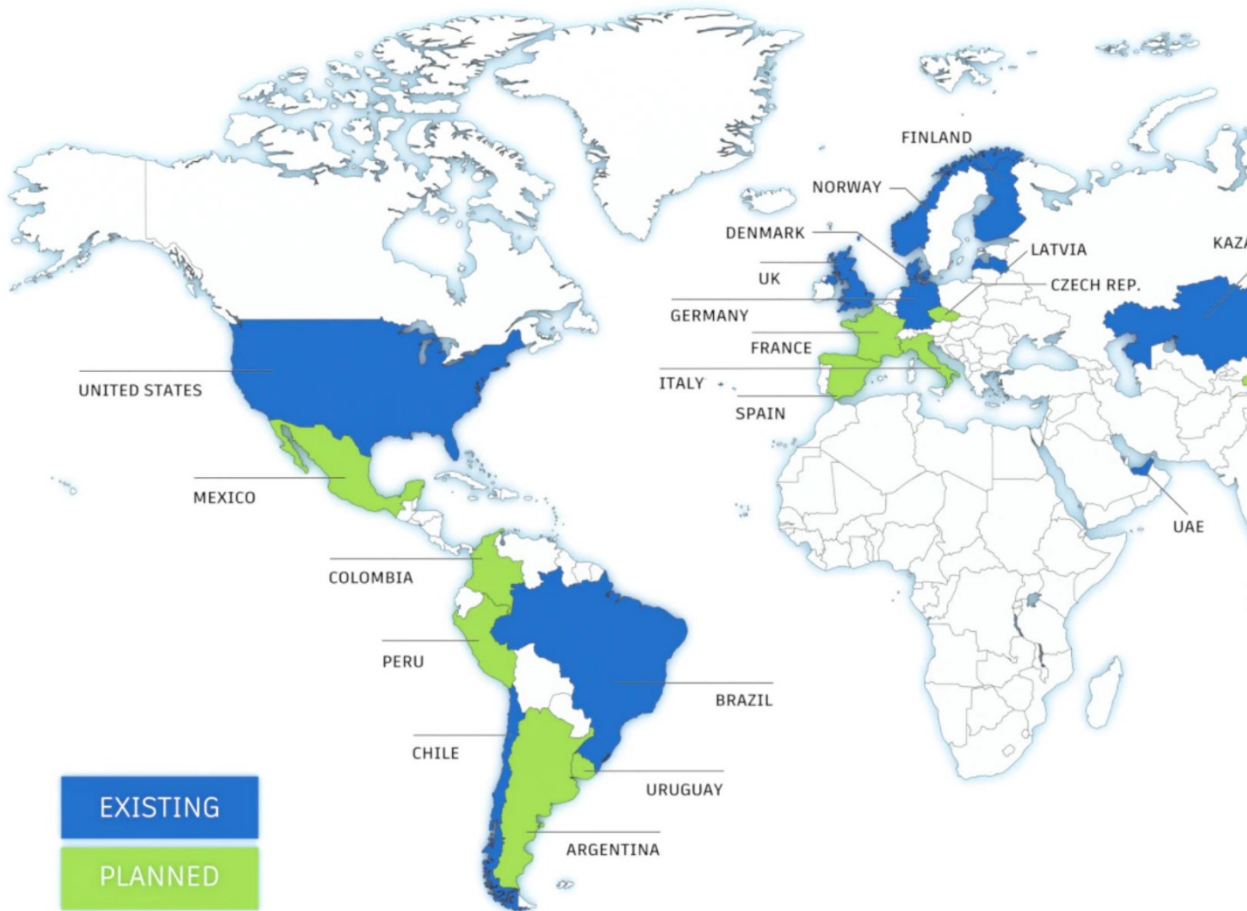 FINLAND
NORWAY
DENMARK
LATVIA
KAZA
UK
CZECH REP.
GERMANY
FRANCE
UNITED STATES
ITALY
SPAIN
MEXICO
UAE
COLOMBIA
PERU
BRAZIL
CHILE
URUGUAY
EXISTING
ARGENTINA
PLANNED